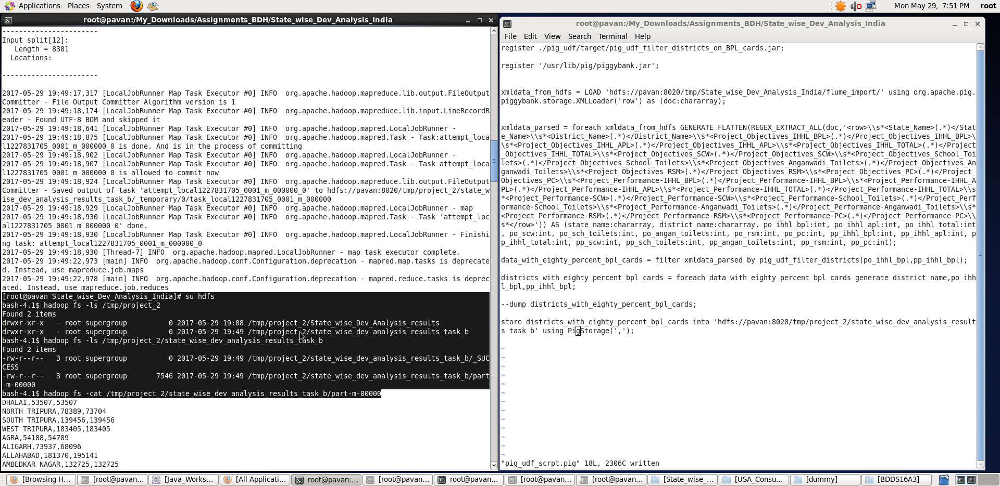 Applications Places System
Mon May 29, 7:51 PM root
root@pavan:/My_Downloads/Assignments_BDH/State_wise_Dev_Analysis_India
-----------------------
Input split[12]:
   Length = 8381
  Locations:
-----------------------
2017-05-29 19:49:17,317 [LocalJobRunner Map Task Executor #0] INFO  org.apache.hadoop.mapreduce.lib.output.FileOutput
Committer - File Output Committer Algorithm version is 1
2017-05-29 19:49:18,174 [LocalJobRunner Map Task Executor #0] INFO  org.apache.hadoop.mapreduce.lib.input.LineRecordR
eader - Found UTF-8 BOM and skipped it
2017-05-29 19:49:18,641 [LocalJobRunner Map Task Executor #0] INFO  org.apache.hadoop.mapred.LocalJobRunner -
2017-05-29 19:49:18,875 [LocalJobRunner Map Task Executor #0] INFO  org.apache.hadoop.mapred.Task - Task:attempt_loca
l1227831705_0001_m_000000_0 is done. And is in the process of committing
2017-05-29 19:49:18,902 [LocalJobRunner Map Task Executor #0] INFO  org.apache.hadoop.mapred.LocalJobRunner -
2017-05-29 19:49:18,907 [LocalJobRunner Map Task Executor #0] INFO  org.apache.hadoop.mapred.Task - Task attempt_loca
l1227831705_0001_m_000000_0 is allowed to commit now
2017-05-29 19:49:18,924 [LocalJobRunner Map Task Executor #0] INFO  org.apache.hadoop.mapreduce.lib.output.FileOutput
Committer - Saved output of task 'attempt_local1227831705_0001_m_000000_0' to hdfs://pavan:8020/tmp/project_2/state_w
ise_dev_analysis_results_task_b/_temporary/0/task_local1227831705_0001_m_000000
2017-05-29 19:49:18,929 [LocalJobRunner Map Task Executor #0] INFO  org.apache.hadoop.mapred.LocalJobRunner - map
2017-05-29 19:49:18,930 [LocalJobRunner Map Task Executor #0] INFO  org.apache.hadoop.mapred.Task - Task 'attempt_loc
al1227831705_0001_m_000000_0' done.
2017-05-29 19:49:18,930 [LocalJobRunner Map Task Executor #0] INFO  org.apache.hadoop.mapred.LocalJobRunner - Finishi
ng task: attempt_local1227831705_0001_m_000000_0
2017-05-29 19:49:18,930 [Thread-7] INFO  org.apache.hadoop.mapred.LocalJobRunner - map task executor complete.
2017-05-29 19:49:22,973 [main] INFO  org.apache.hadoop.conf.Configuration.deprecation - mapred.map.tasks is deprecate
d. Instead, use mapreduce.job.maps
2017-05-29 19:49:22,978 [main] INFO  org.apache.hadoop.conf.Configuration.deprecation - mapred.reduce.tasks is deprec
ated. Instead, use mapreduce.job.reduces
[root@pavan State_wise_Dev_Analysis_India]# su hdfs
bash-4.1$ hadoop fs -ls /tmp/project_2
Found 2 items
drwxr-xr-x   - root supergroup          0 2017-05-29 19:08 /tmp/project_2/State_wise_Dev_Analysis_results
drwxr-xr-x   - root supergroup          0 2017-05-29 19:49 /tmp/project_2/state_wise_dev_analysis_results_task_b
bash-4.1$ hadoop fs -ls /tmp/project_2/state_wise_dev_analysis_results_task_b
Found 2 items
-rw-r--r--   3 root supergroup          0 2017-05-29 19:49 /tmp/project_2/state_wise_dev_analysis_results_task_b/_SUC
CESS
-rw-r--r--   3 root supergroup       7546 2017-05-29 19:49 /tmp/project_2/state_wise_dev_analysis_results_task_b/part
-m-00000
bash-4.1$ hadoop fs -cat /tmp/project_2/state_wise_dev_analysis_results_task_b/part-m-00000
DHALAI,53507,53507
NORTH TRIPURA,78389,73704
SOUTH TRIPURA,139456,139456
WEST TRIPURA,183405,183405
AGRA,54188,54789
ALIGARH,73937,68096
ALLAHABAD,181370,195141
AMBEDKAR NAGAR,132725,132725
root@pavan:/My_Downloads/Assignments_BDH/State_wise_Dev_Analysis_India
File Edit View Search Terminal Help
register ./pig_udf/target/pig_udf_filter_districts_on_BPL_cards.jar;
register '/usr/lib/pig/piggybank.jar';
xmldata_from_hdfs = LOAD 'hdfs://pavan:8020/tmp/State_wise_Dev_Analysis_India/flume_import/' using org.apache.pig.
piggybank.storage.XMLLoader('row') as (doc:chararray);
xmldata_parsed = foreach xmldata_from_hdfs GENERATE FLATTEN(REGEX_EXTRACT_ALL(doc,'<row>\\s*<State_Name>(.*)</Stat
e_Name>\\s*<District_Name>(.*)</District_Name>\\s*<Project_Objectives_IHHL_BPL>(.*)</Project_Objectives_IHHL_BPL>\
\s*<Project_Objectives_IHHL_APL>(.*)</Project_Objectives_IHHL_APL>\\s*<Project_Objectives_IHHL_TOTAL>(.*)</Project
_Objectives_IHHL_TOTAL>\\s*<Project_Objectives_SCW>(.*)</Project_Objectives_SCW>\\s*<Project_Objectives_School_Toi
lets>(.*)</Project_Objectives_School_Toilets>\\s*<Project_Objectives_Anganwadi_Toilets>(.*)</Project_Objectives_An
ganwadi_Toilets>\\s*<Project_Objectives_RSM>(.*)</Project_Objectives_RSM>\\s*<Project_Objectives_PC>(.*)</Project_
Objectives_PC>\\s*<Project_Performance-IHHL_BPL>(.*)</Project_Performance-IHHL_BPL>\\s*<Project_Performance-IHHL_A
PL>(.*)</Project_Performance-IHHL_APL>\\s*<Project_Performance-IHHL_TOTAL>(.*)</Project_Performance-IHHL_TOTAL>\\s
*<Project_Performance-SCW>(.*)</Project_Performance-SCW>\\s*<Project_Performance-School_Toilets>(.*)</Project_Perf
ormance-School_Toilets>\\s*<Project_Performance-Anganwadi_Toilets>(.*)</Project_Performance-Anganwadi_Toilets>\\s*
<Project_Performance-RSM>(.*)</Project_Performance-RSM>\\s*<Project_Performance-PC>(.*)</Project_Performance-PC>\\
s*</row>')) AS (state_name:chararray, district_name:chararray, po_ihhl_bpl:int, po_ihhl_apl:int, po_ihhl_total:int
, po_scw:int, po_sch_toilets:int, po_angan_toilets:int, po_rsm:int, po_pc:int, pp_ihhl_bpl:int, pp_ihhl_apl:int, p
p_ihhl_total:int, pp_scw:int, pp_sch_toilets:int, pp_angan_toilets:int, pp_rsm:int, pp_pc:int);
data_with_eighty_percent_bpl_cards = filter xmldata_parsed by pig_udf_filter_districts(po_ihhl_bpl,pp_ihhl_bpl);
districts_with_eighty_percent_bpl_cards = foreach data_with_eighty_percent_bpl_cards generate district_name,po_ihh
l_bpl,pp_ihhl_bpl;
--dump districts_with_eighty_percent_bpl_cards;
store districts_with_eighty_percent_bpl_cards into 'hdfs://pavan:8020/tmp/project_2/state_wise_dev_analysis_result
s_task_b' using PigStorage(',');
~
~
~
~
~
~
~
~
~
~
~
~
~
"pig_udf_scrpt.pig" 18L, 2306C written
[Browsing H... [root@pavan:... [Java_Works... [All Applicati... root@pavan:... [root@pavan... root@pavan:... [root@pavan:... [root@pavan:... [State_wise_... [USA_Consu... [dummy] [BDDS16A3]